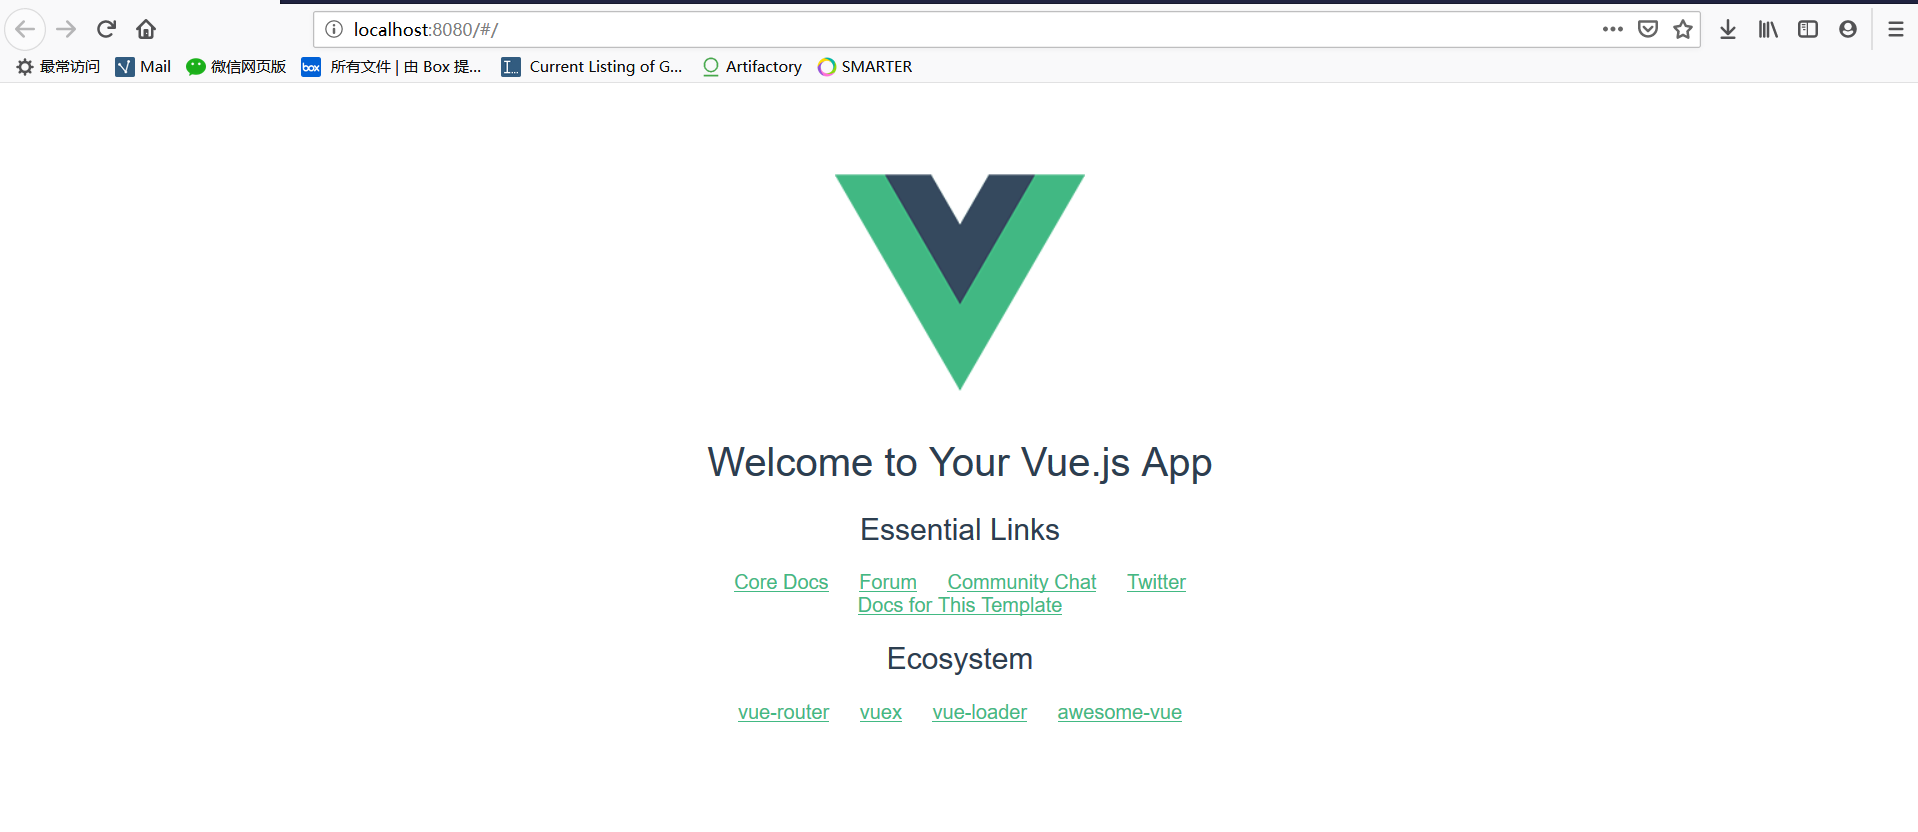 localhost:8080/#/
最常访问 Mail 微信网页版 box 所有文件 | 由 Box 提... Current Listing of G... Artifactory SMARTER
Welcome to Your Vue.js App
Essential Links
Core Docs Forum Community Chat Twitter
Docs for This Template
Ecosystem
vue-router vuex vue-loader awesome-vue